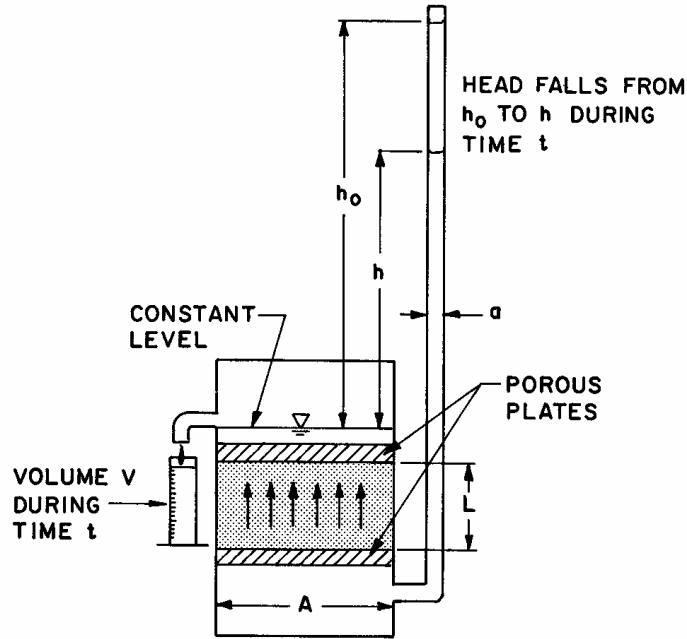 HEAD FALLS FROM
h₀ TO h DURING
TIME t
h₀
h
a
CONSTANT
LEVEL
POROUS
PLATES
VOLUME V
DURING
TIME t
L
A